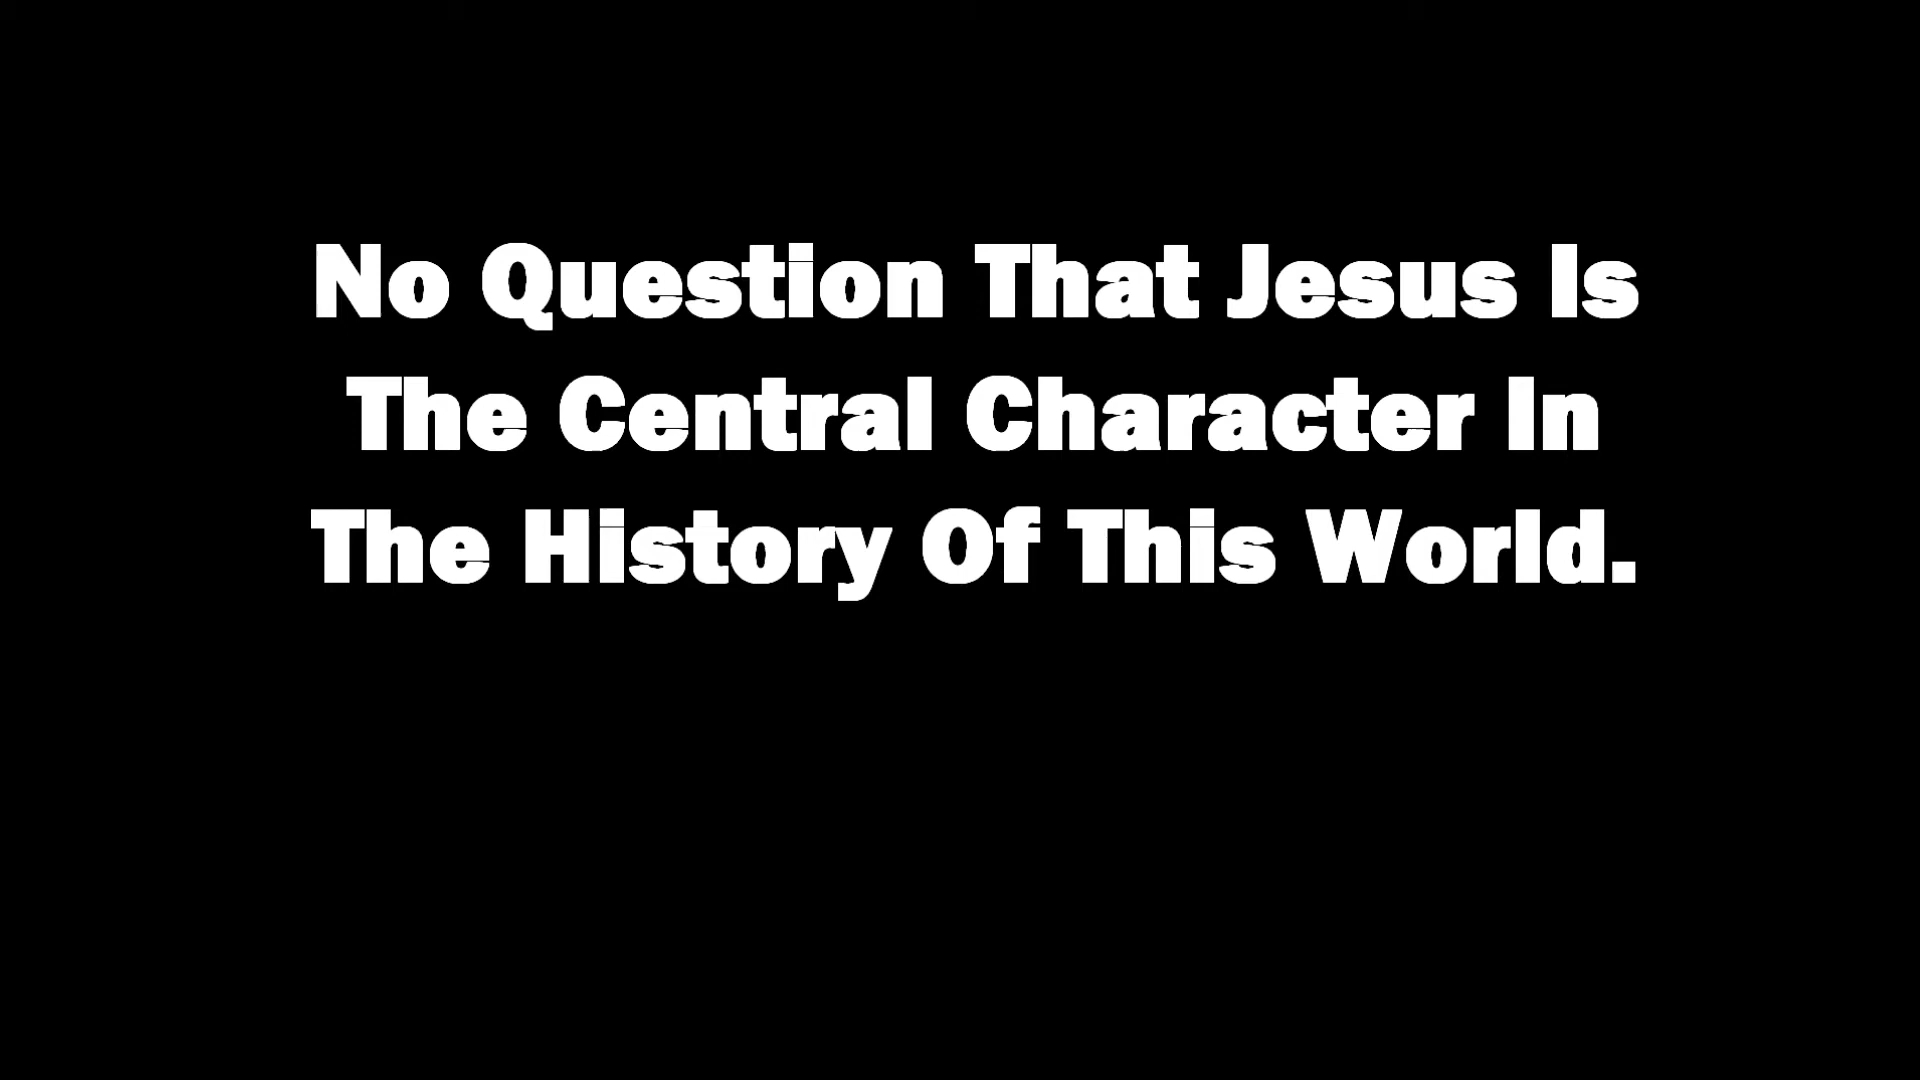 No Question That Jesus Is
The Central Character In
The History Of This World.